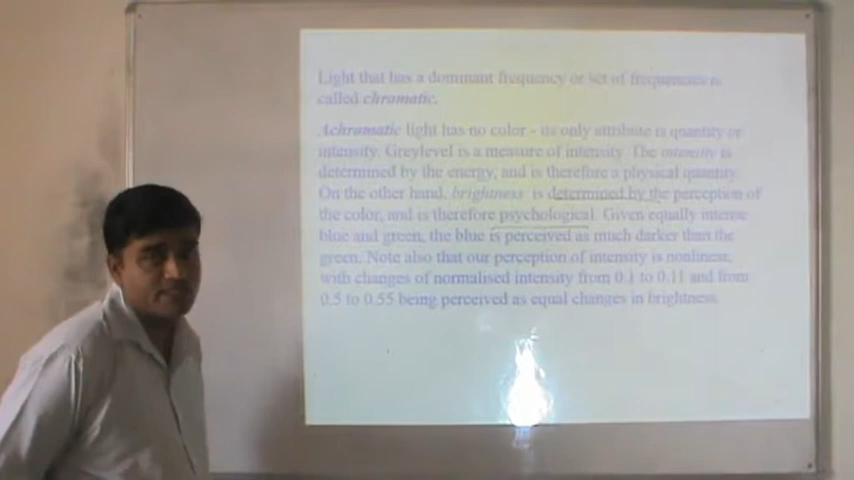 Light that has a dominant frequency or set of frequencies is
called chromatic.
Achromatic light has no color - its only attribute is quantity or
intensity. Greylevel is a measure of intensity. The intensity is
determined by the energy, and is therefore a physical quantity.
On the other hand, brightness is determined by the perception of
the color, and is therefore psychological. Given equally intense
blue and green, the blue is perceived as much darker than the
green. Note also that our perception of intensity is nonlinear,
with changes of normalised intensity from 0.1 to 0.11 and from
0.5 to 0.55 being perceived as equal changes in brightness.